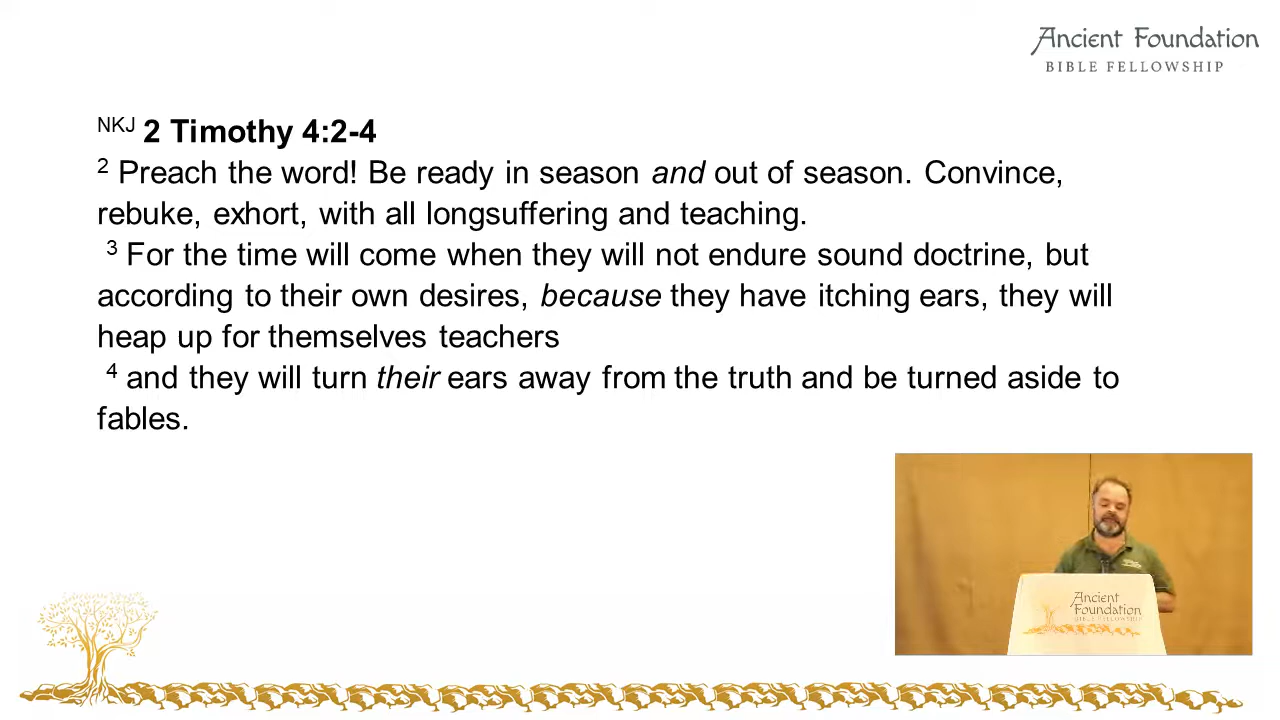 Ancient Foundation
BIBLE FELLOWSHIP
NKJ 2 Timothy 4:2-4
2 Preach the word! Be ready in season and out of season. Convince,
rebuke, exhort, with all longsuffering and teaching.
3 For the time will come when they will not endure sound doctrine, but
according to their own desires, because they have itching ears, they will
heap up for themselves teachers
4 and they will turn their ears away from the truth and be turned aside to
fables.
Ancient
Foundation
BIBLE FELLOWSHIP